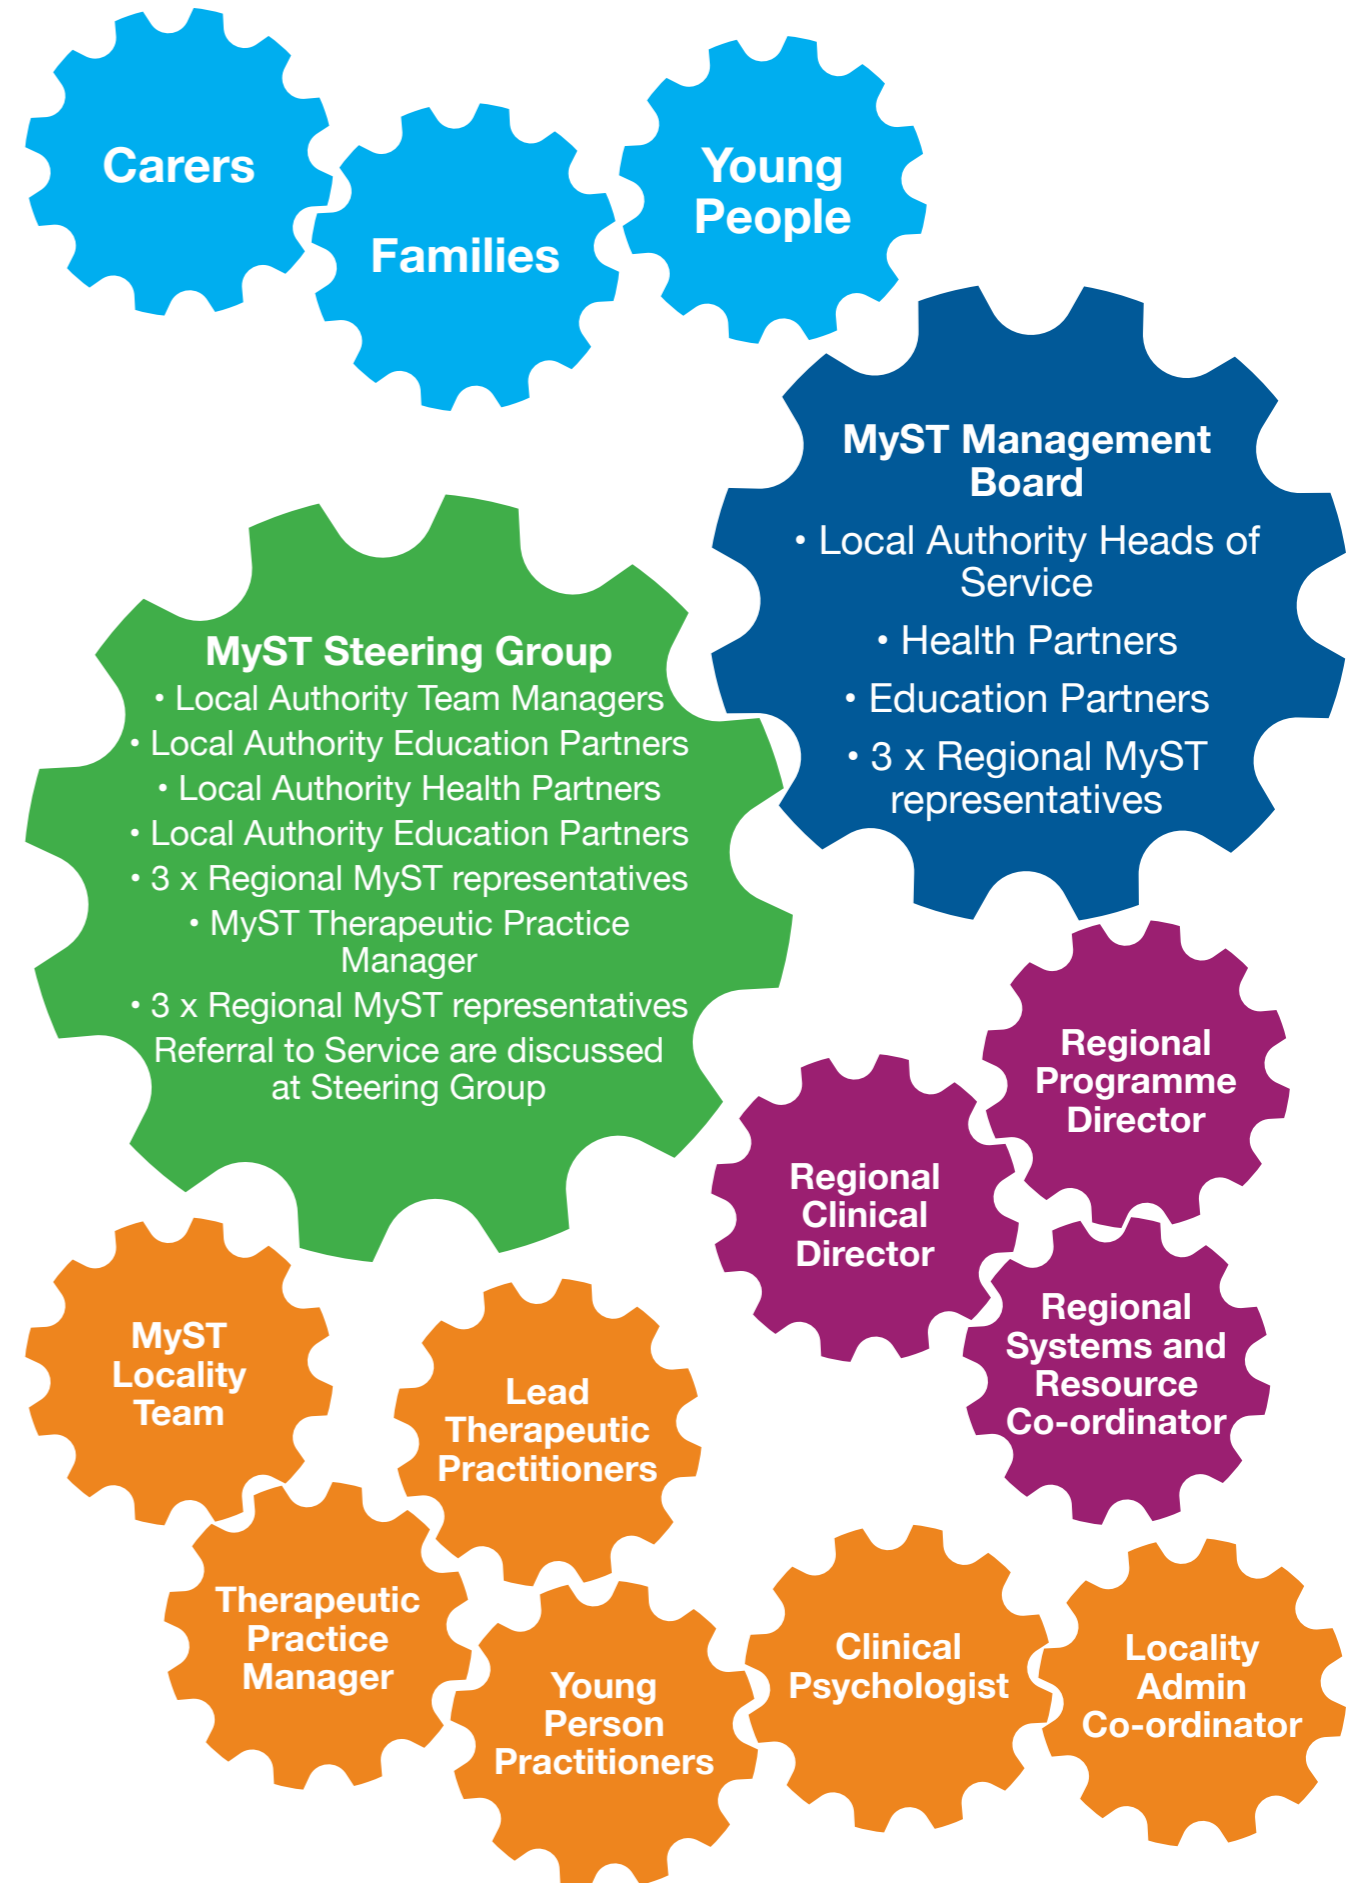 Carers
Families
Young
People
MyST Management
Board
• Local Authority Heads of
Service
• Health Partners
• Education Partners
• 3 x Regional MyST
representatives
MyST Steering Group
• Local Authority Team Managers
• Local Authority Education Partners
• Local Authority Health Partners
• Local Authority Education Partners
• 3 x Regional MyST representatives
• MyST Therapeutic Practice
Manager
• 3 x Regional MyST representatives
Referral to Service are discussed
at Steering Group
Regional
Programme
Director
Regional
Clinical
Director
Regional
Systems and
Resource
Co-ordinator
MyST
Locality
Team
Lead
Therapeutic
Practitioners
Therapeutic
Practice
Manager
Young
Person
Practitioners
Clinical
Psychologist
Locality
Admin
Co-ordinator